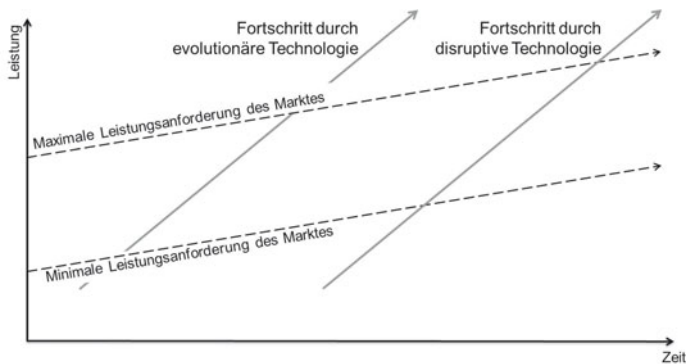 Fortschritt durch
evolutionäre Technologie
Fortschritt durch
disruptive Technologie
Leistung
Maximale Leistungsanforderung des Marktes
Minimale Leistungsanforderung des Marktes
Zeit